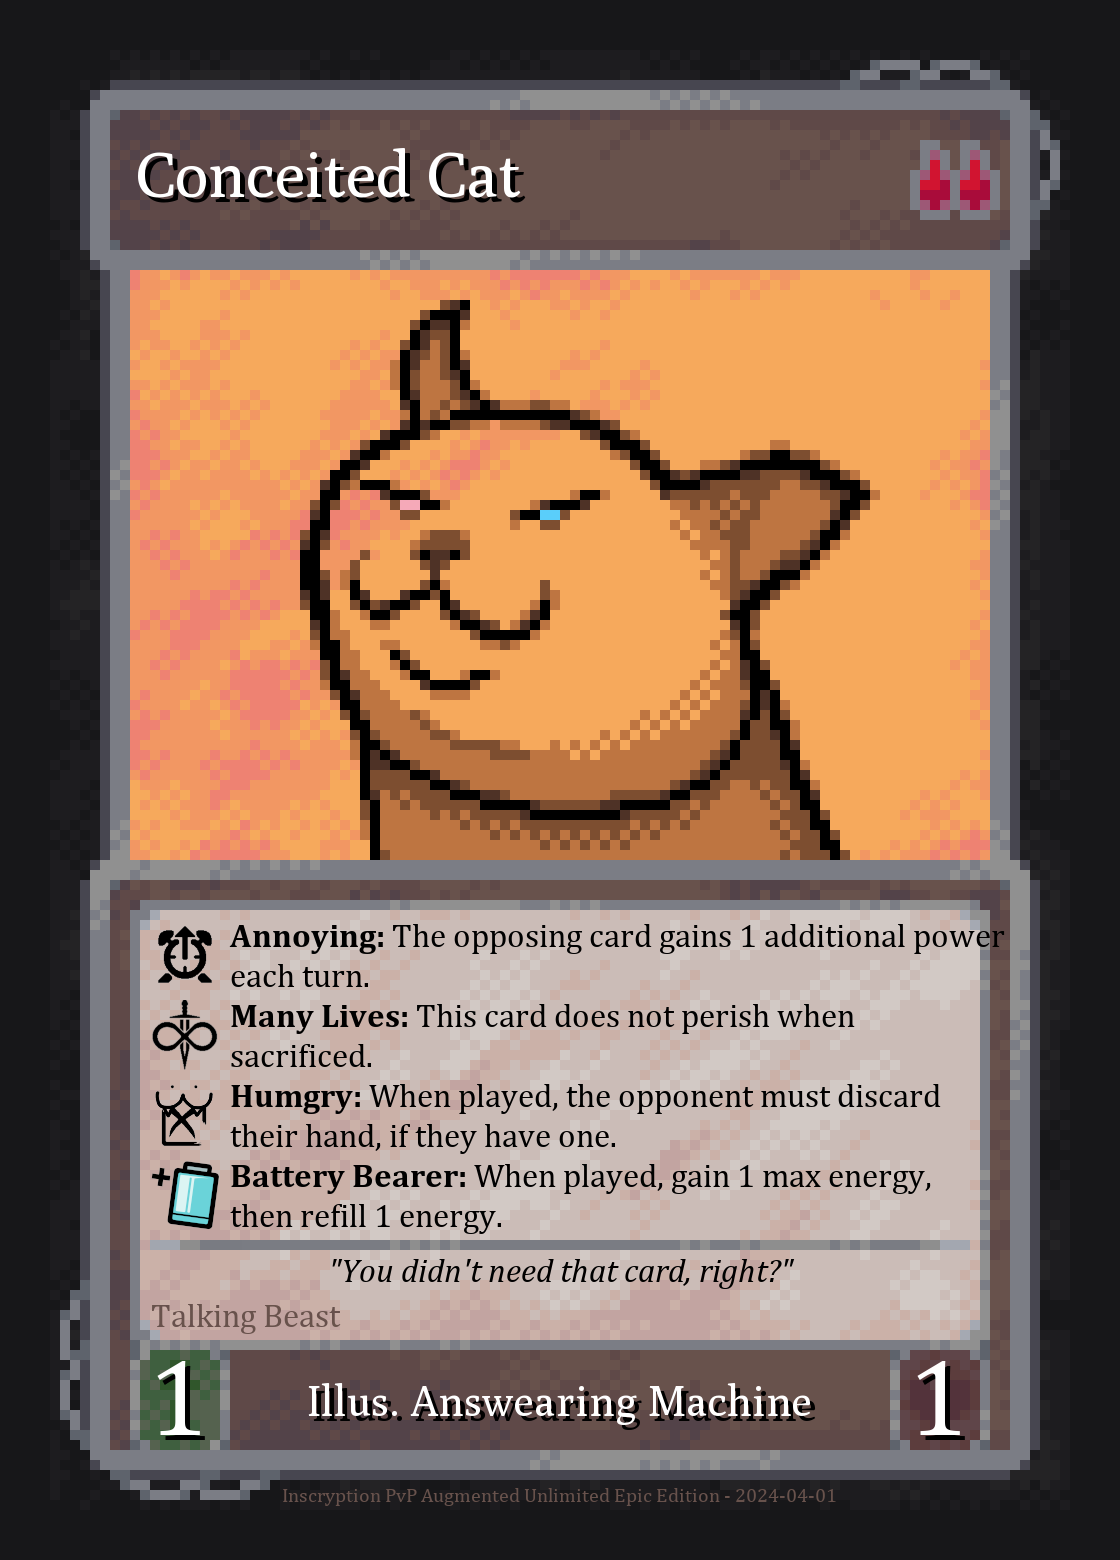 Conceited Cat
Annoying: The opposing card gains 1 additional power
each turn.
Many Lives: This card does not perish when
sacrificed.
Humgry: When played, the opponent must discard
their hand, if they have one.
Battery Bearer: When played, gain 1 max energy,
then refill 1 energy.
"You didn't need that card, right?"
Talking Beast
1
Illus. Answearing Machine
1
Inscryption PvP Augmented Unlimited Epic Edition - 2024-04-01